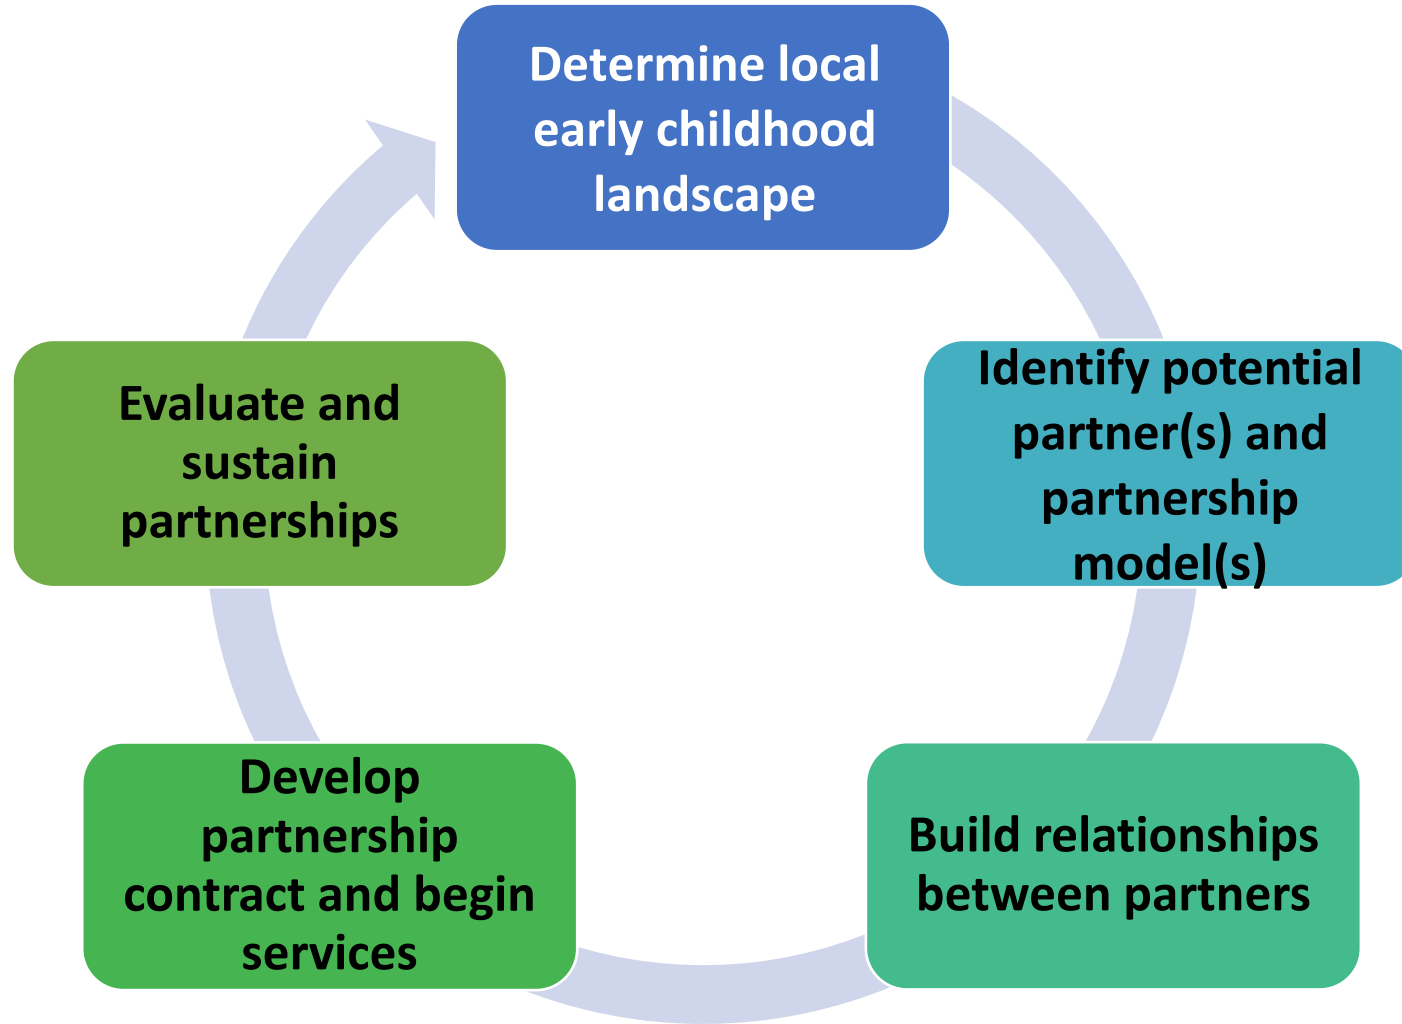 Determine local
early childhood
landscape
Identify potential
partner(s) and
partnership
model(s)
Build relationships
between partners
Develop
partnership
contract and begin
services
Evaluate and
sustain
partnerships